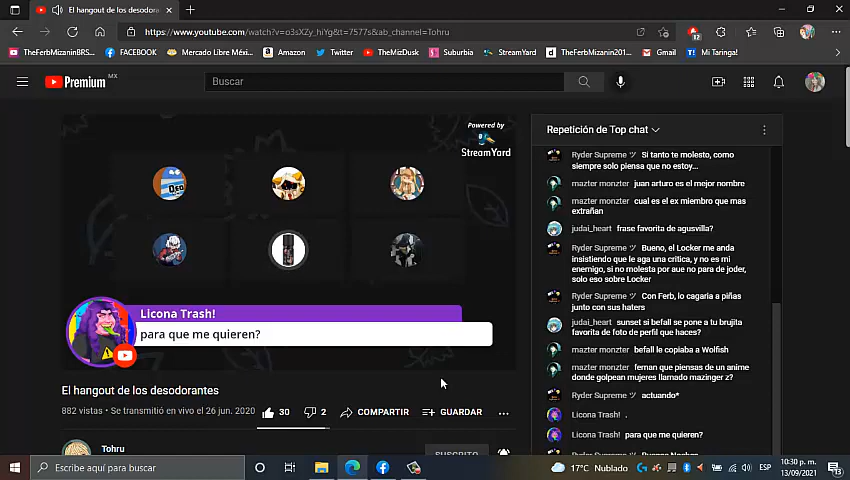 El hangout de los desodora
https://www.youtube.com/watch?v=o3sXZy_hiYg&t=7577s&ab_channel=Tohru
TheFerbMizaninBRS...
FACEBOOK
Mercado Libre Méxi...
Amazon
Twitter
TheMizDusk
Suburbia
StreamYard
TheFerbMizanin201...
Gmail
Mi Taringa!
12
Premium MX
Buscar
Powered by
StreamYard
Licona Trash!
para que me quieren?
El hangout de los desodorantes
882 vistas • Se transmitió en vivo el 26 jun. 2020
30
2
COMPARTIR
GUARDAR
Tohru
SUSCRITO
Repetición de Top chat
Ryder Supreme ツ Si tanto te molesto, como
siempre solo piensa que no estoy...
mazter monzter juan arturo es el mejor nombre
mazter monzter cual es el ex miembro que mas
extrañan
judai_heart frase favorita de agusvilla?
Ryder Supreme ツ Bueno, el Locker me anda
insistiendo que le aga una critica, y no es mi
enemigo, si no molesta por aue no para de joder,
solo eso sobre Locker
Ryder Supreme ツ Con Ferb, lo cagaria a piñas
junto con sus haters
judai_heart sunset si befall se pone a tu brujita
favorita de foto de perfil que haces?
mazter monzter befall le copiaba a Wolfish
mazter monzter fernan que piensas de un anime
donde golpean mujeres llamado mazinger z?
Ryder Supreme ツ actuando*
Licona Trash! .
Licona Trash! para que me quieren?
Escribe aquí para buscar
17°C Nublado
ESP
10:30 p. m.
13/09/2021